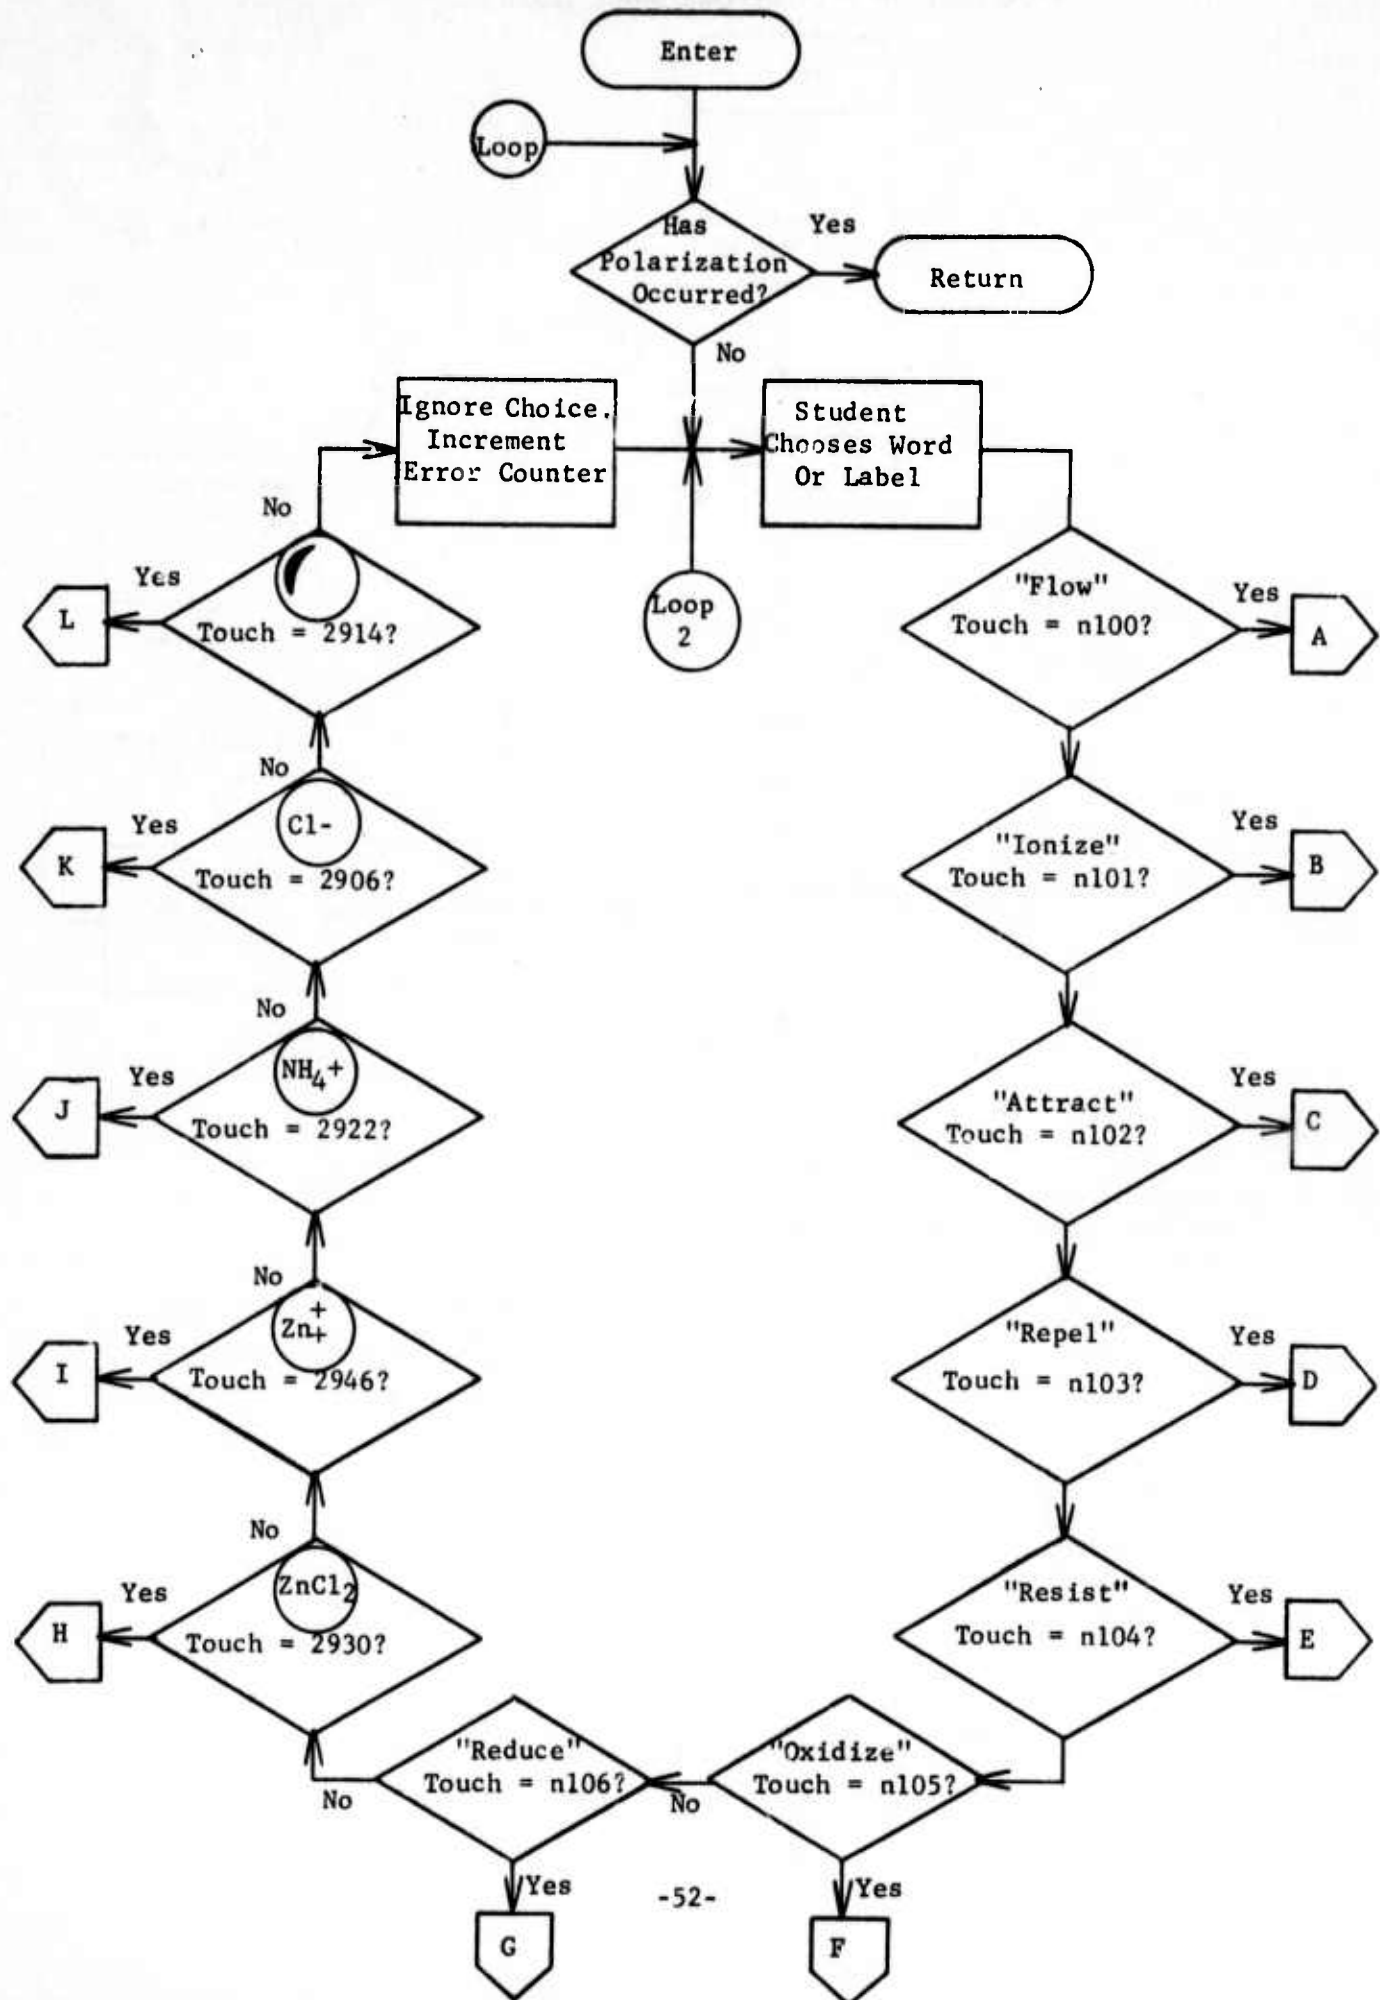 Enter
Loop
Has
Polarization
Occurred?
Yes
Return
No
Ignore Choice.
Increment
Error Counter
Student
Chooses Word
Or Label
Loop
2
"Flow"
Touch = n100?
Yes
A
"Ionize"
Touch = n101?
Yes
B
"Attract"
Touch = n102?
Yes
C
"Repel"
Touch = n103?
Yes
D
"Resist"
Touch = n104?
Yes
E
"Oxidize"
Touch = n105?
Yes
F
No
"Reduce"
Touch = n106?
Yes
G
No
ZnCl2
Touch = 2930?
Yes
H
No
Zn++
Touch = 2946?
Yes
I
No
NH4+
Touch = 2922?
Yes
J
No
Cl-
Touch = 2906?
Yes
K
No
Touch = 2914?
Yes
L
No
-52-